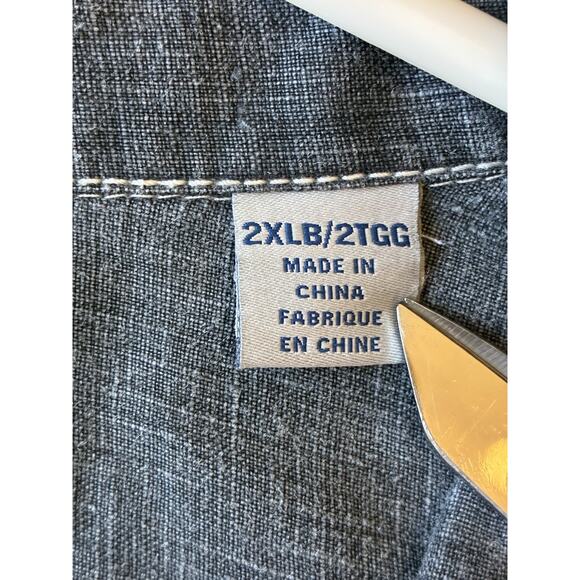 2XLB/2TGG
MADE IN
CHINA
FABRIQUE
EN CHINE